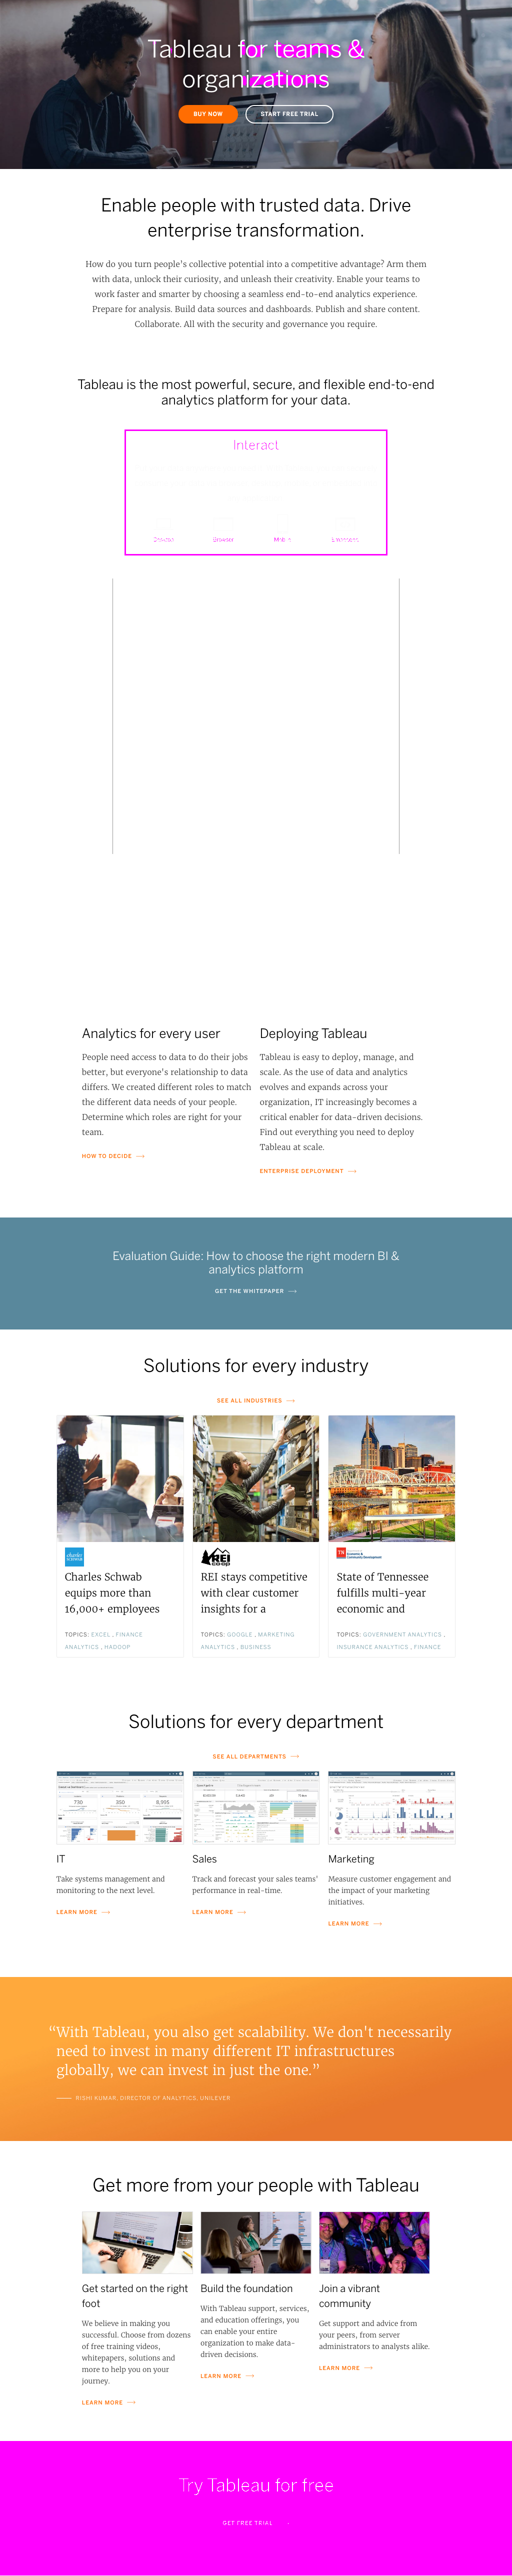 Tableau for teams &
organizations
BUY NOW
START FREE TRIAL
Enable people with trusted data. Drive
enterprise transformation.
How do you turn people's collective potential into a competitive advantage? Arm them
with data, unlock their curiosity, and unleash their creativity. Enable your teams to
work faster and smarter by choosing a seamless end-to-end analytics experience.
Prepare for analysis. Build data sources and dashboards. Publish and share content.
Collaborate. All with the security and governance you require.
Tableau is the most powerful, secure, and flexible end-to-end
analytics platform for your data.
Interact
Desktop
Browser
Mobile
Embedded
Analytics for every user
People need access to data to do their jobs
better, but everyone's relationship to data
differs. We created different roles to match
the different data needs of your people.
Determine which roles are right for your
team.
HOW TO DECIDE
Deploying Tableau
Tableau is easy to deploy, manage, and
scale. As the use of data and analytics
evolves and expands across your
organization, IT increasingly becomes a
critical enabler for data-driven decisions.
Find out everything you need to deploy
Tableau at scale.
ENTERPRISE DEPLOYMENT
Evaluation Guide: How to choose the right modern BI &
analytics platform
GET THE WHITEPAPER
Solutions for every industry
SEE ALL INDUSTRIES
charles SCHWAB
Charles Schwab
equips more than
16,000+ employees
TOPICS: EXCEL , FINANCE
ANALYTICS , HADOOP
REI
co-op
REI stays competitive
with clear customer
insights for a
TOPICS: GOOGLE , MARKETING
ANALYTICS , BUSINESS
TN
Economic &
Community Development
State of Tennessee
fulfills multi-year
economic and
TOPICS: GOVERNMENT ANALYTICS ,
INSURANCE ANALYTICS , FINANCE
Solutions for every department
SEE ALL DEPARTMENTS
730
350
6,995
IT
Take systems management and
monitoring to the next level.
LEARN MORE
Sales
Track and forecast your sales teams'
performance in real-time.
LEARN MORE
Marketing
Measure customer engagement and
the impact of your marketing
initiatives.
LEARN MORE
“With Tableau, you also get scalability. We don't necessarily
need to invest in many different IT infrastructures
globally, we can invest in just the one.”
RISHI KUMAR, DIRECTOR OF ANALYTICS, UNILEVER
Get more from your people with Tableau
Get started on the right
foot
We believe in making you
successful. Choose from dozens
of free training videos,
whitepapers, solutions and
more to help you on your
journey.
LEARN MORE
Build the foundation
With Tableau support, services,
and education offerings, you
can enable your entire
organization to make data-
driven decisions.
LEARN MORE
Join a vibrant
community
Get support and advice from
your peers, from server
administrators to analysts alike.
LEARN MORE
Try Tableau for free
GET FREE TRIAL